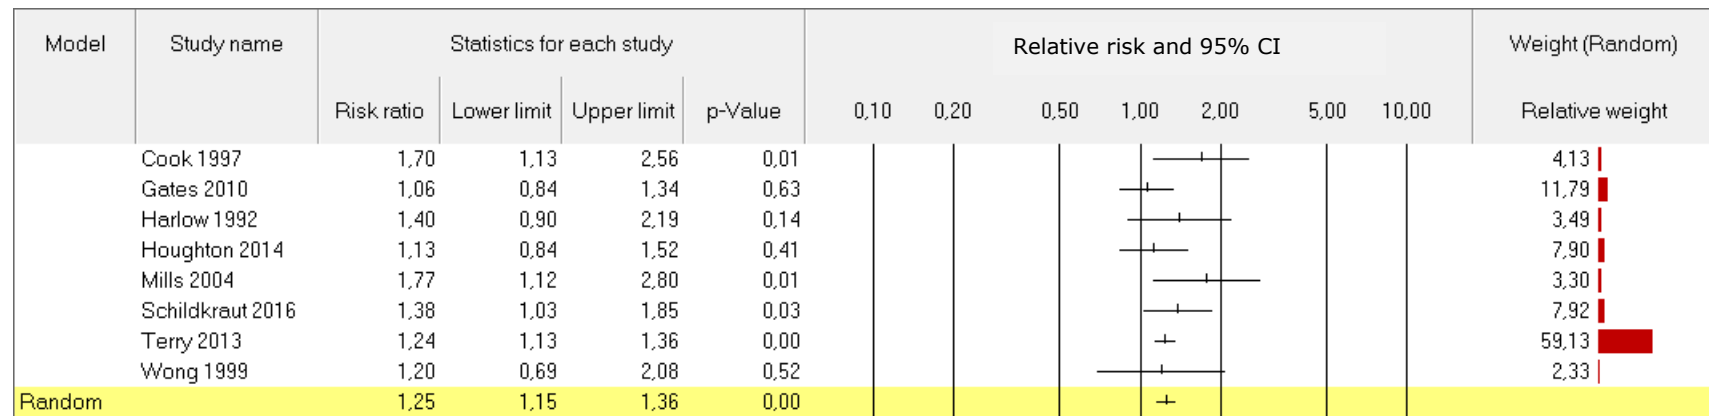 Model Study name Statistics for each study Relative risk and 95% CI Weight (Random)
Risk ratio Lower limit Upper limit p-Value 0,10 0,20 0,50 1,00 2,00 5,00 10,00 Relative weight
Cook 1997 1,70 1,13 2,56 0,01 4,13
Gates 2010 1,06 0,84 1,34 0,63 11,79
Harlow 1992 1,40 0,90 2,19 0,14 3,49
Houghton 2014 1,13 0,84 1,52 0,41 7,90
Mills 2004 1,77 1,12 2,80 0,01 3,30
Schildkraut 2016 1,38 1,03 1,85 0,03 7,92
Terry 2013 1,24 1,13 1,36 0,00 59,13
Wong 1999 1,20 0,69 2,08 0,52 2,33
Random 1,25 1,15 1,36 0,00